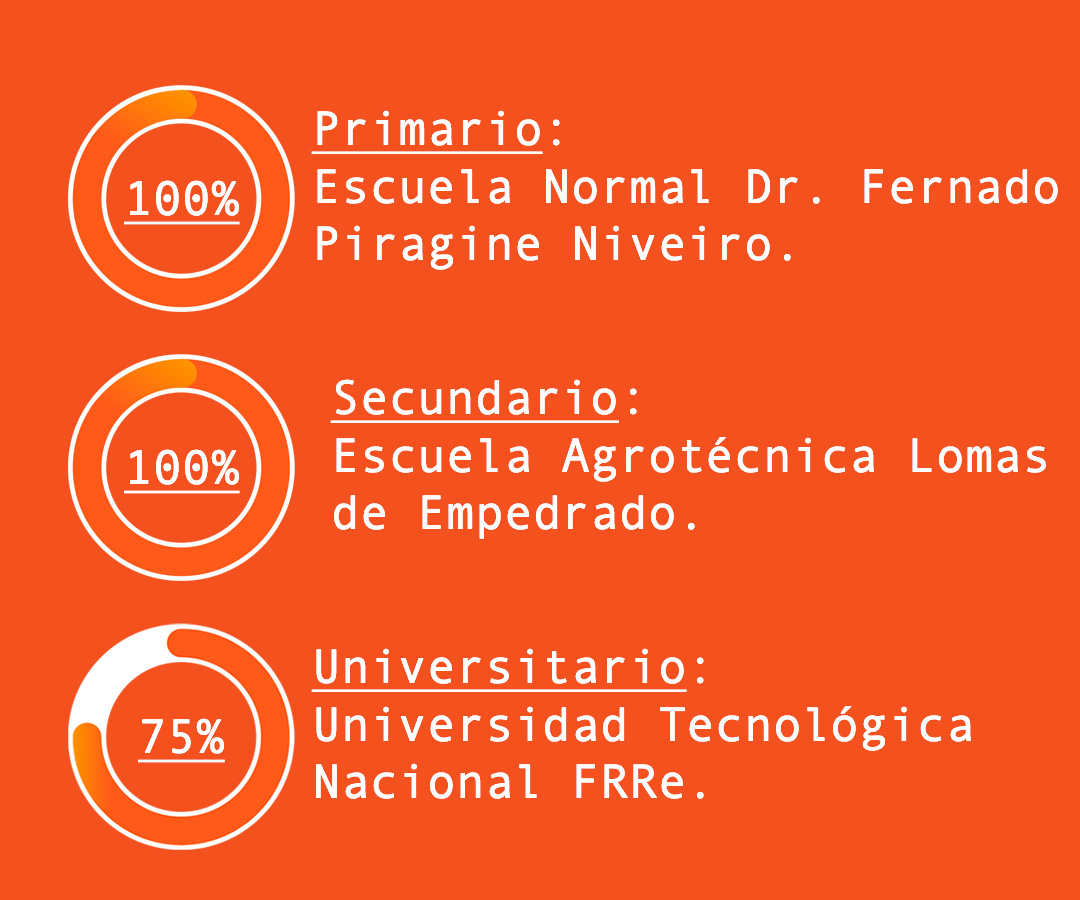 100%
Primario:
Escuela Normal Dr. Fernado
Piragine Niveiro.
100%
Secundario:
Escuela Agrotécnica Lomas
de Empedrado.
75%
Universitario:
Universidad Tecnológica
Nacional FRRe.